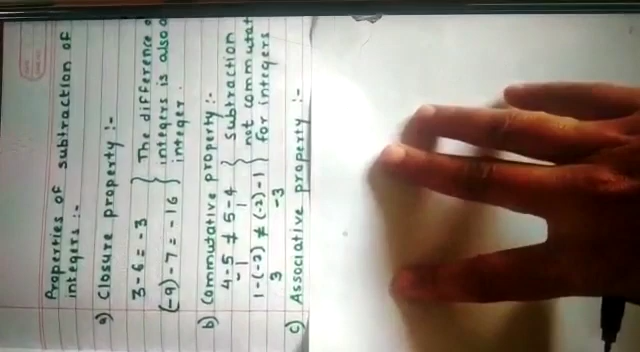 Properties of subtraction of
integers :-
a) Closure property :-
3 - 6 = - 3 } The difference
(-9) - 7 = - 16 } integers is also
integer.
b) Commutative property :-
4 - 5 ≠ 5 - 4 } Subtraction
- 1 1 not commutat
1 - (-2) ≠ (-2) - 1 } for integers
3 - 3
c) Associative property :-